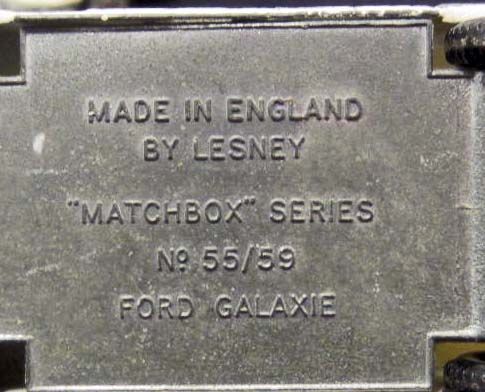 MADE IN ENGLAND
BY LESNEY
"MATCHBOX" SERIES
Nº 55/59
FORD GALAXIE